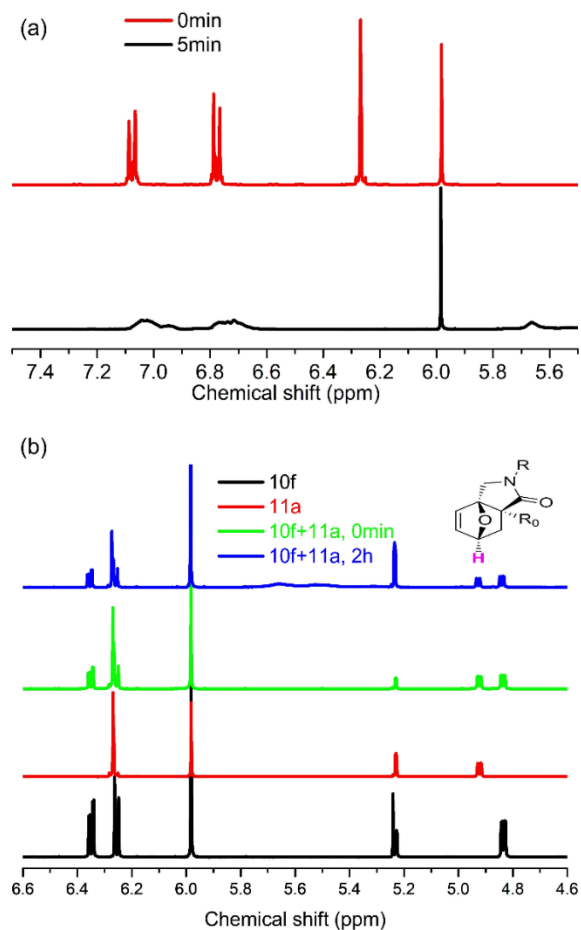 (a)
0min
5min
7.4 7.2 7.0 6.8 6.6 6.4 6.2 6.0 5.8 5.6
Chemical shift (ppm)
(b)
10f
11a
10f+11a, 0min
10f+11a, 2h
R
N
O
O
R₀
H
6.6 6.4 6.2 6.0 5.8 5.6 5.4 5.2 5.0 4.8 4.6
Chemical shift (ppm)